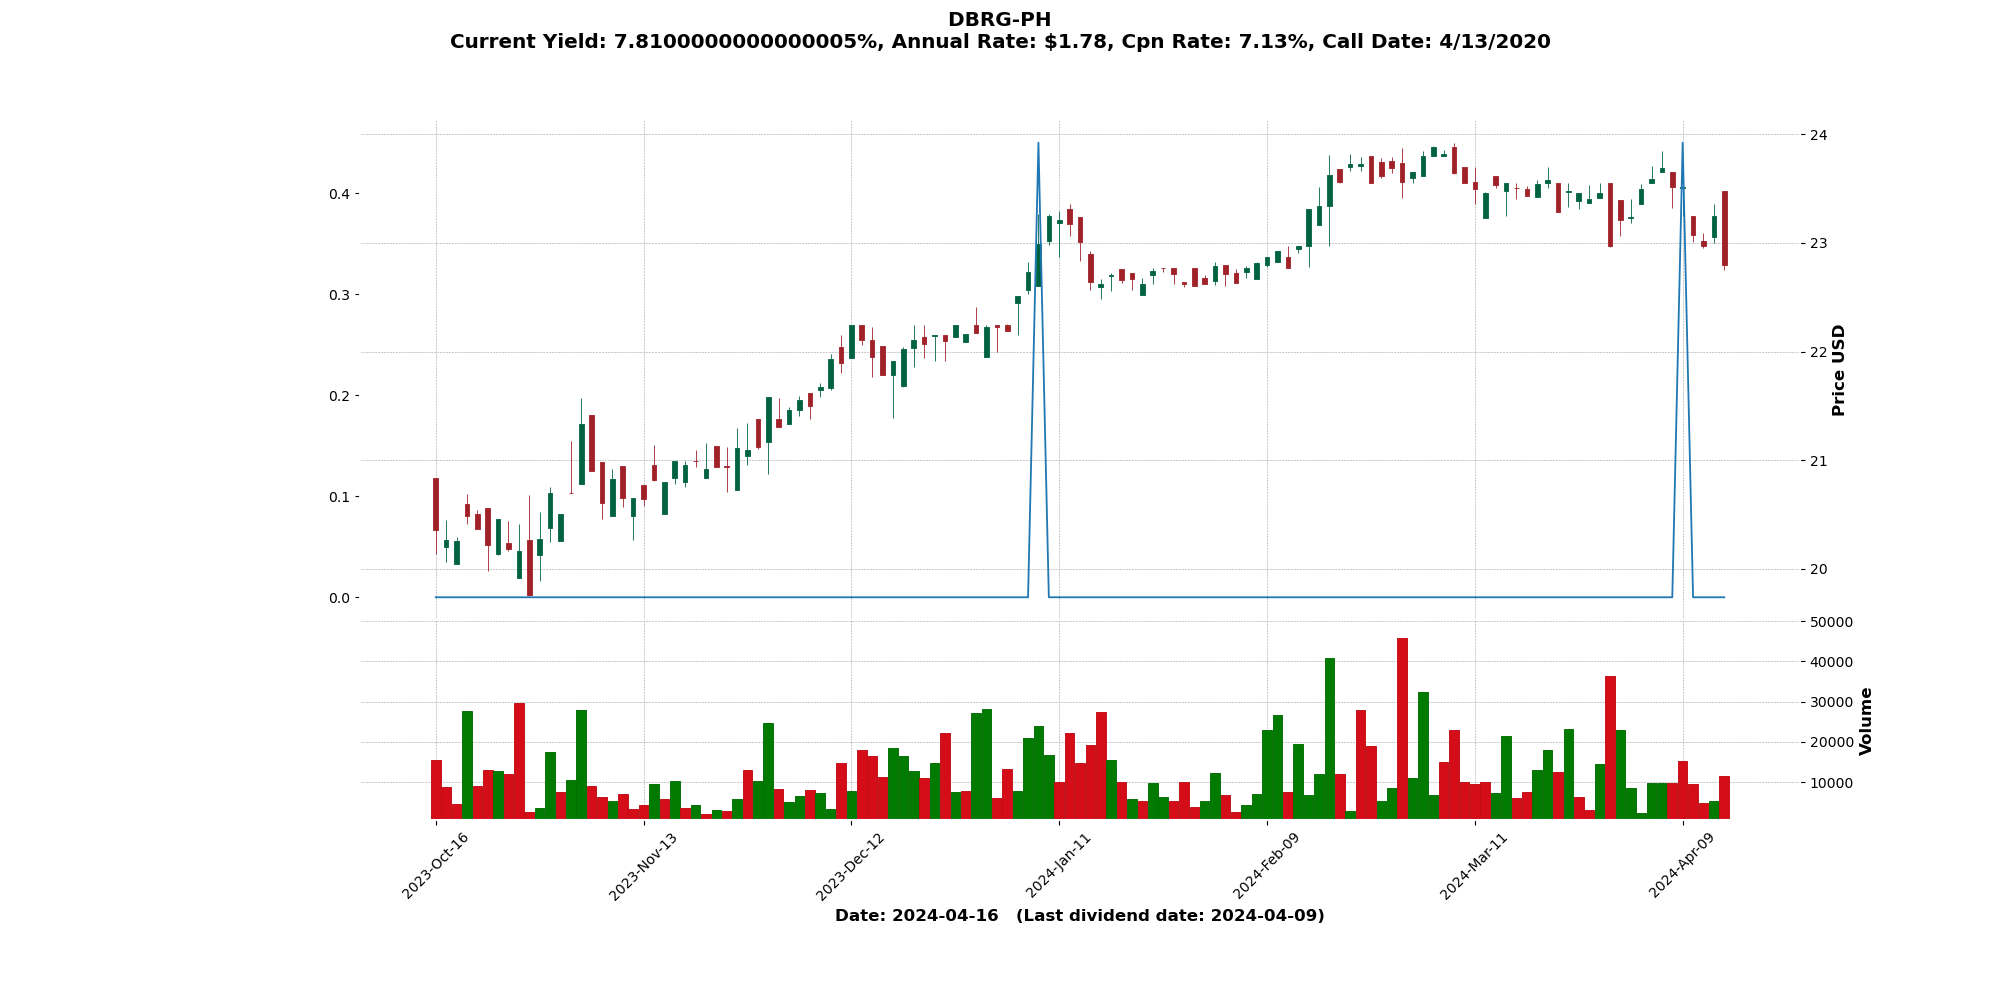 DBRG-PH
Current Yield: 7.8100000000000005%, Annual Rate: $1.78, Cpn Rate: 7.13%, Call Date: 4/13/2020
24
0.4
23
0.3
22
Price USD
0.2
21
0.1
20
0.0
50000
40000
30000
20000
Volume
10000
2023-Oct-16
2023-Nov-13
2023-Dec-12
2024-Jan-11
2024-Feb-09
2024-Mar-11
2024-Apr-09
Date: 2024-04-16   (Last dividend date: 2024-04-09)